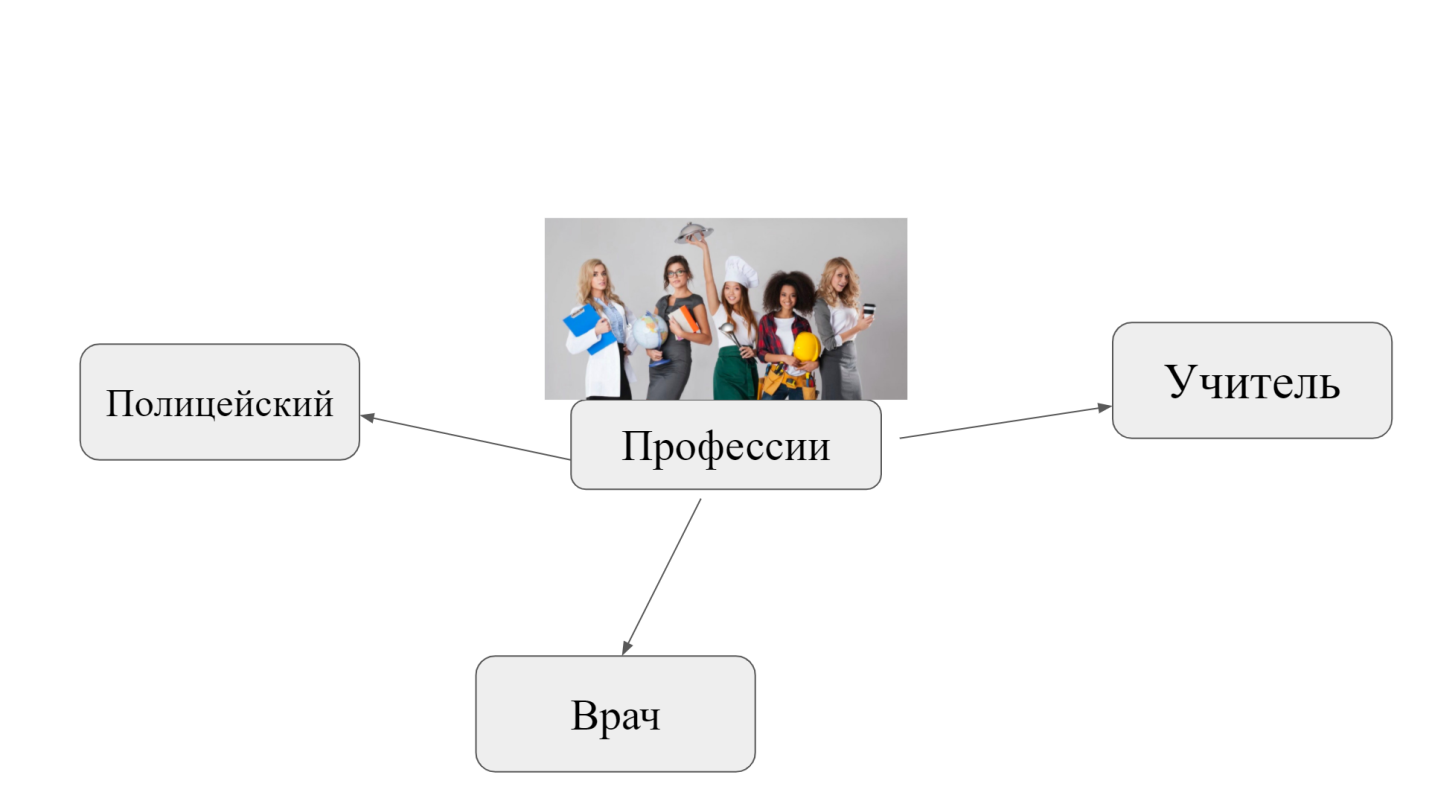 Профессии
Полицейский
Учитель
Врач